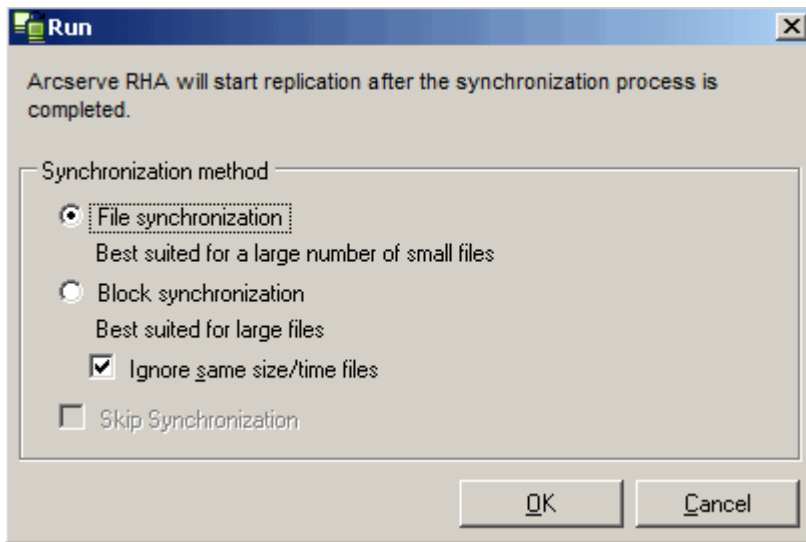 Run
Arcserve RHA will start replication after the synchronization process is
completed.
Synchronization method
File synchronization
Best suited for a large number of small files
Block synchronization
Best suited for large files
Ignore same size/time files
Skip Synchronization
OK Cancel